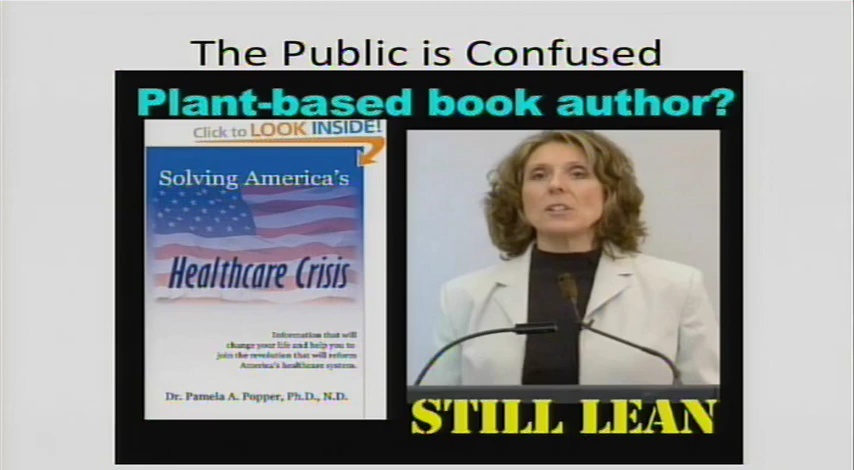 The Public is Confused
Plant-based book author?
Click to LOOK INSIDE!
Solving America's
Healthcare Crisis
Information that will
change your life and help you to
join the revolution that will reform
America's healthcare system.
Dr. Pamela A. Popper, Ph.D., N.D.
STILL LEAN